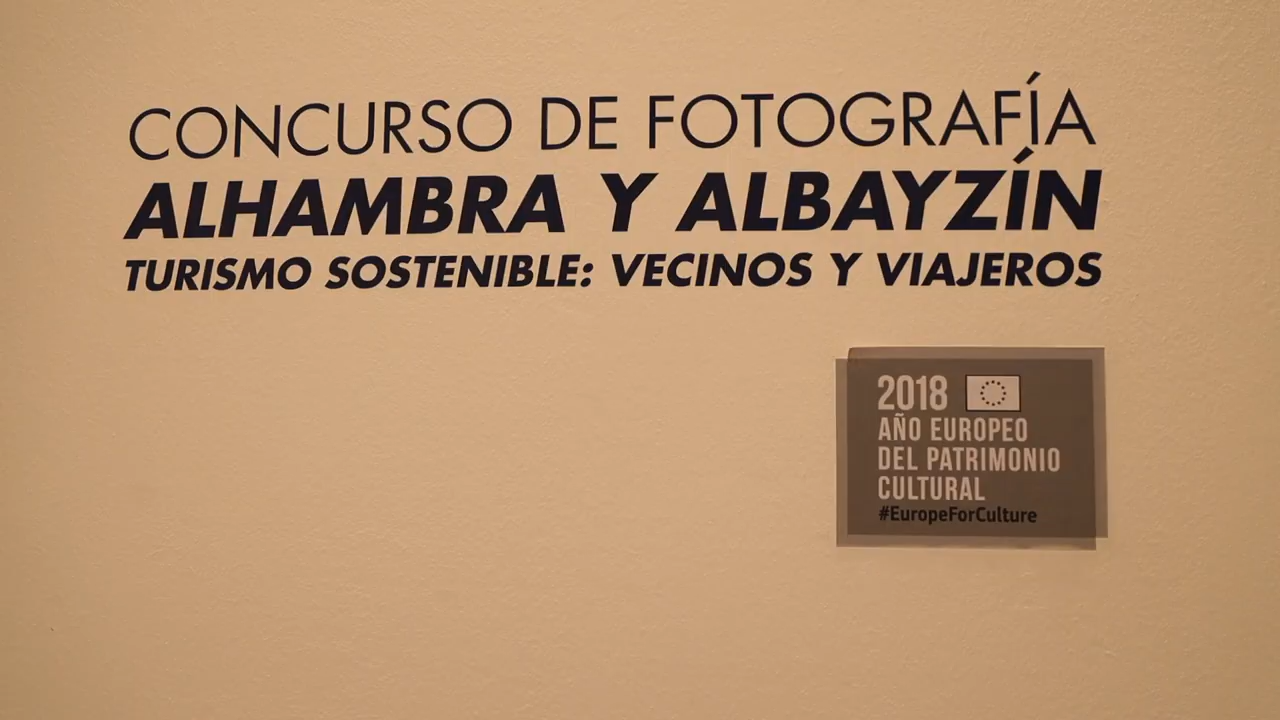 CONCURSO DE FOTOGRAFÍA
ALHAMBRA Y ALBAYZÍN
TURISMO SOSTENIBLE: VECINOS Y VIAJEROS
2018
AÑO EUROPEO
DEL PATRIMONIO
CULTURAL
#EuropeForCulture